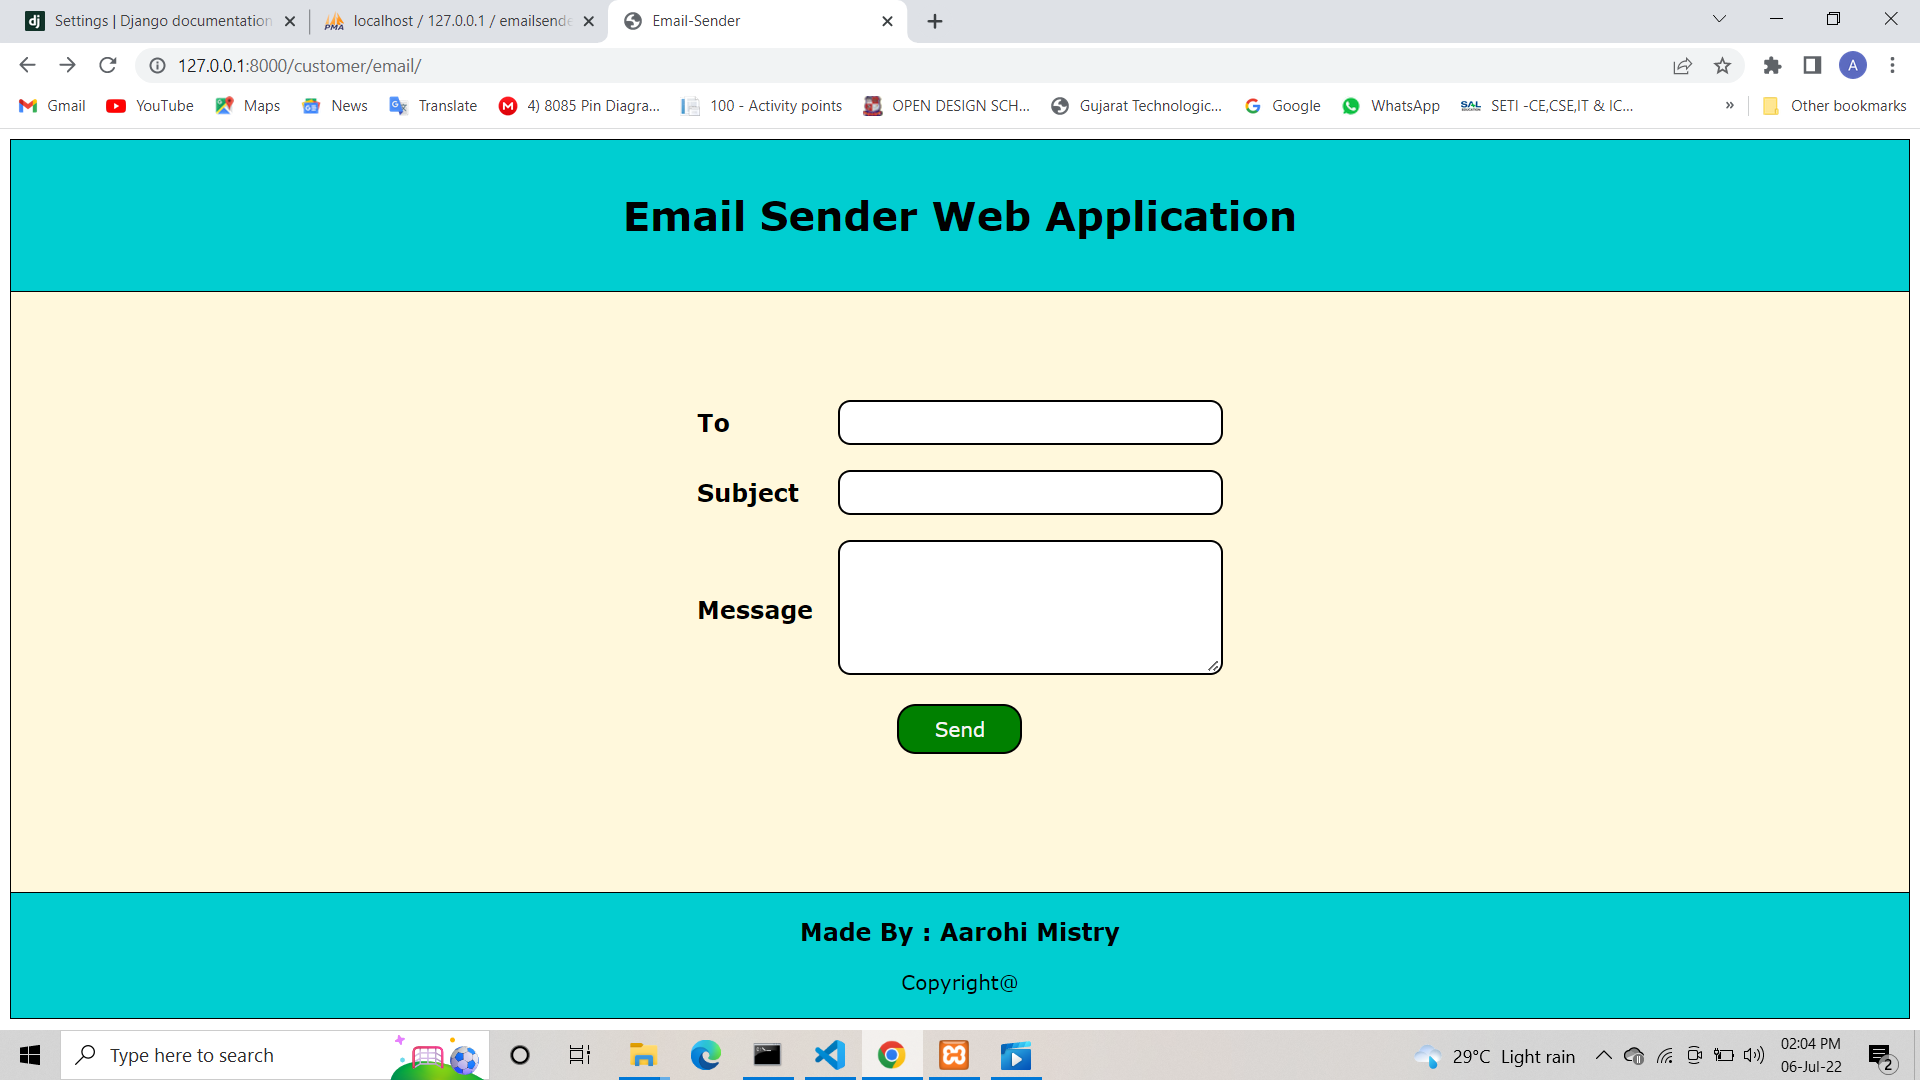 dj Settings | Django documentation
PMA localhost / 127.0.0.1 / emailsende
Email-Sender
127.0.0.1:8000/customer/email/
A
Gmail
YouTube
Maps
News
Translate
4) 8085 Pin Diagra...
100 - Activity points
OPEN DESIGN SCH...
Gujarat Technologic...
Google
WhatsApp
SAL SETI -CE,CSE,IT & IC...
»
Other bookmarks
Email Sender Web Application
To
Subject
Message
Send
Made By : Aarohi Mistry
Copyright@
Type here to search
29°C Light rain
02:04 PM
06-Jul-22
2